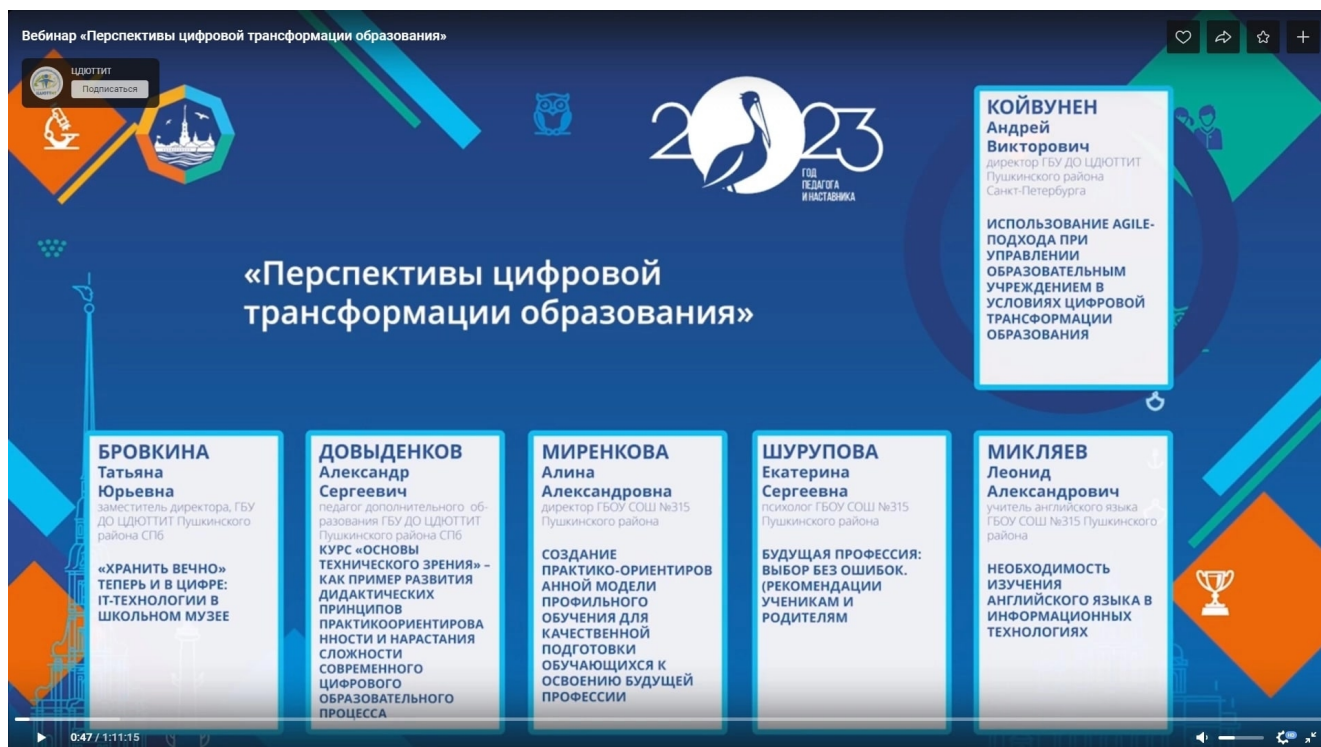 Вебинар «Перспективы цифровой трансформации образования»
ЦДЮТТИТ
Подписаться
2023
ГОД
ПЕДАГОГА
И НАСТАВНИКА
«Перспективы цифровой
трансформации образования»
КОЙВУНЕН
Андрей
Викторович
директор ГБУ ДО ЦДЮТТИТ
Пушкинского района
Санкт-Петербурга
ИСПОЛЬЗОВАНИЕ AGILE-
ПОДХОДА ПРИ
УПРАВЛЕНИИ
ОБРАЗОВАТЕЛЬНЫМ
УЧРЕЖДЕНИЕМ В
УСЛОВИЯХ ЦИФРОВОЙ
ТРАНСФОРМАЦИИ
ОБРАЗОВАНИЯ
БРОВКИНА
Татьяна
Юрьевна
заместитель директора, ГБУ
ДО ЦДЮТТИТ Пушкинского
района СПб
«ХРАНИТЬ ВЕЧНО»
ТЕПЕРЬ И В ЦИФРЕ:
IT-ТЕХНОЛОГИИ В
ШКОЛЬНОМ МУЗЕЕ
ДОВЫДЕНКОВ
Александр
Сергеевич
педагог дополнительного об-
разования ГБУ ДО ЦДЮТТИТ
Пушкинского района СПб
КУРС «ОСНОВЫ
ТЕХНИЧЕСКОГО ЗРЕНИЯ» –
КАК ПРИМЕР РАЗВИТИЯ
ДИДАКТИЧЕСКИХ
ПРИНЦИПОВ
ПРАКТИКООРИЕНТИРОВА
ННОСТИ И НАРАСТАНИЯ
СЛОЖНОСТИ
СОВРЕМЕННОГО
ЦИФРОВОГО
ОБРАЗОВАТЕЛЬНОГО
ПРОЦЕССА
МИРЕНКОВА
Алина
Александровна
директор ГБОУ СОШ №315
Пушкинского района
СОЗДАНИЕ
ПРАКТИКО-ОРИЕНТИРОВ
АННОЙ МОДЕЛИ
ПРОФИЛЬНОГО
ОБУЧЕНИЯ ДЛЯ
КАЧЕСТВЕННОЙ
ПОДГОТОВКИ
ОБУЧАЮЩИХСЯ К
ОСВОЕНИЮ БУДУЩЕЙ
ПРОФЕССИИ
ШУРУПОВА
Екатерина
Сергеевна
психолог ГБОУ СОШ №315
Пушкинского района
БУДУЩАЯ ПРОФЕССИЯ:
ВЫБОР БЕЗ ОШИБОК.
(РЕКОМЕНДАЦИИ
УЧЕНИКАМ И
РОДИТЕЛЯМ
МИКЛЯЕВ
Леонид
Александрович
учитель английского языка
ГБОУ СОШ №315 Пушкинского
района
НЕОБХОДИМОСТЬ
ИЗУЧЕНИЯ
АНГЛИЙСКОГО ЯЗЫКА В
ИНФОРМАЦИОННЫХ
ТЕХНОЛОГИЯХ
0:47 / 1:11:15
HD